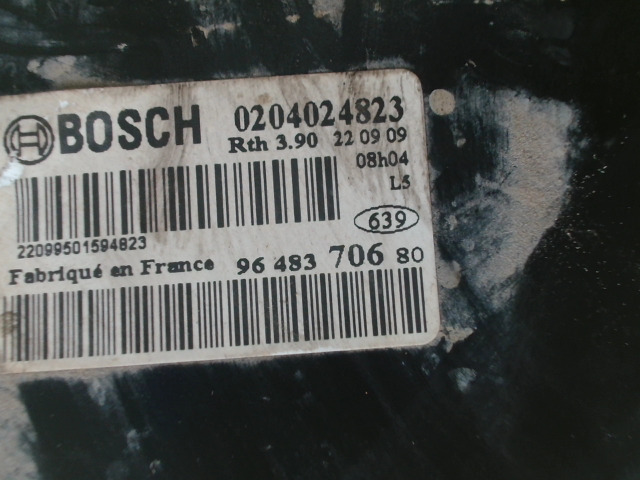 BOSCH 0204024823
Rth 3.90 22 09 09
08h04
L5
639
22099501594823
Fabriqué en France 96 483 706 80